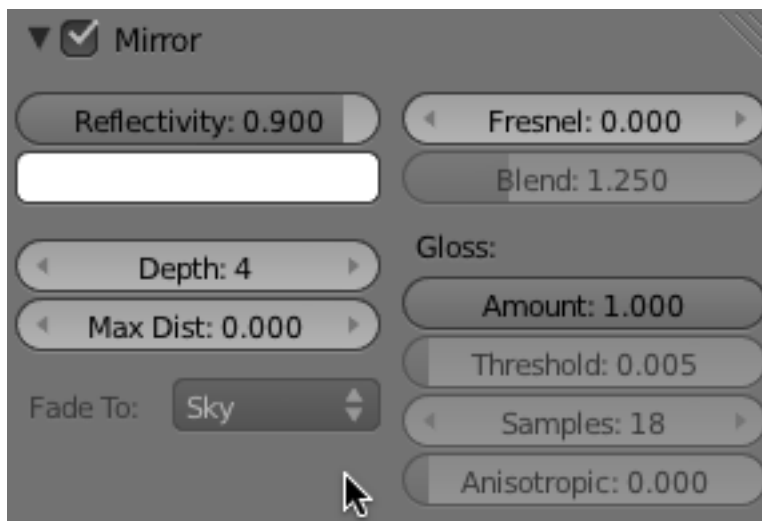 Mirror
Reflectivity: 0.900
Fresnel: 0.000
Blend: 1.250
Depth: 4
Max Dist: 0.000
Fade To: Sky
Gloss:
Amount: 1.000
Threshold: 0.005
Samples: 18
Anisotropic: 0.000